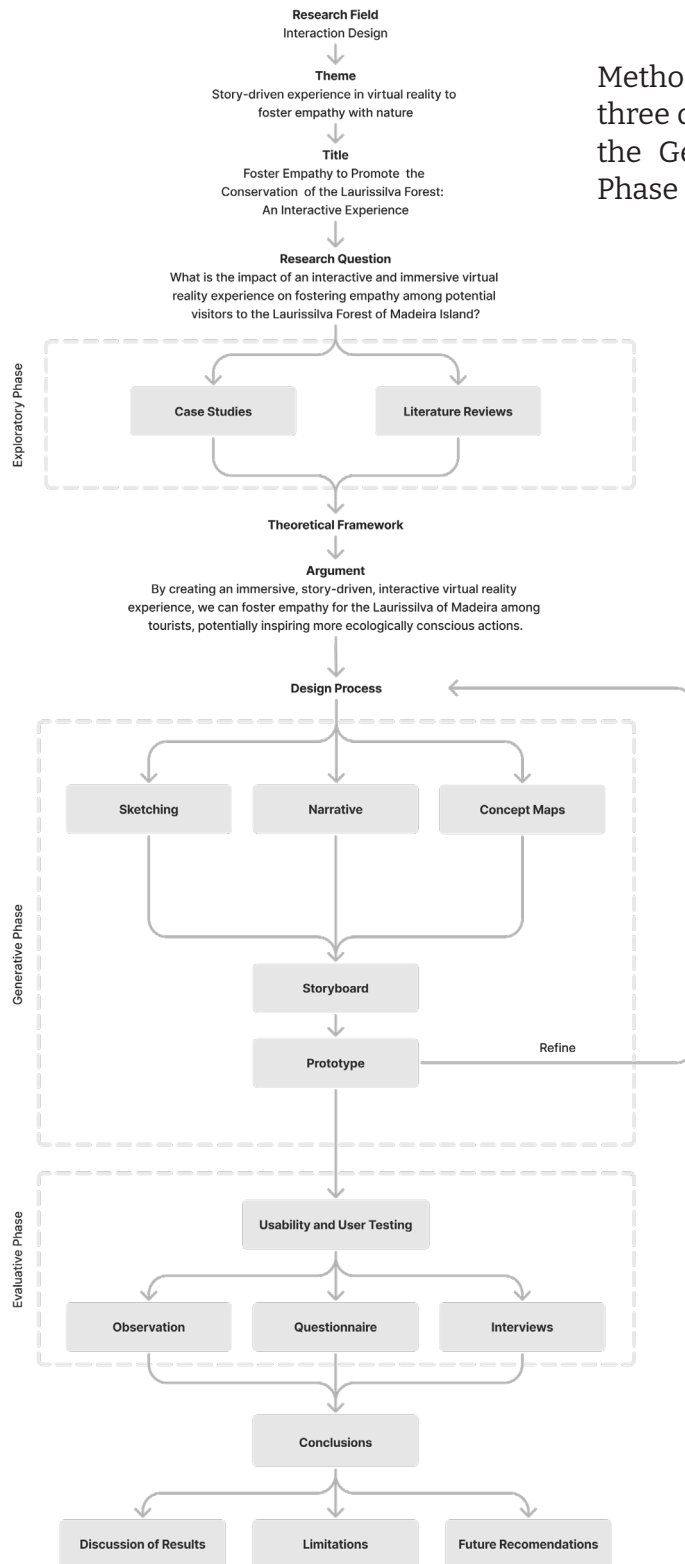 Research Field
Interaction Design
Theme
Story-driven experience in virtual reality to
foster empathy with nature
Title
Foster Empathy to Promote the
Conservation of the Laurissilva Forest:
An Interactive Experience
Research Question
What is the impact of an interactive and immersive virtual
reality experience on fostering empathy among potential
visitors to the Laurissilva Forest of Madeira Island?
Exploratory Phase
Case Studies
Literature Reviews
Theoretical Framework
Argument
By creating an immersive, story-driven, interactive virtual reality
experience, we can foster empathy for the Laurissilva of Madeira among
tourists, potentially inspiring more ecologically conscious actions.
Design Process
Generative Phase
Sketching
Narrative
Concept Maps
Storyboard
Prototype
Refine
Evaluative Phase
Usability and User Testing
Observation
Questionnaire
Interviews
Conclusions
Discussion of Results
Limitations
Future Recomendations
three
the
Phase